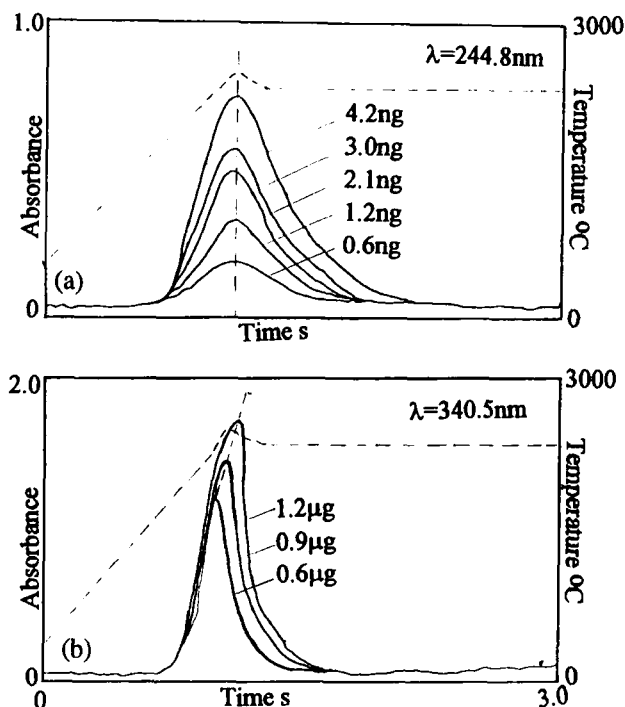 1.0
3000
λ=244.8nm
4.2ng
3.0ng
2.1ng
1.2ng
0.6ng
Absorbance
Temperature ºC
(a)
0
0
Time s
2.0
3000
λ=340.5nm
1.2µg
0.9µg
0.6µg
Absorbance
Temperature ºC
(b)
0
0
0
Time s
3.0